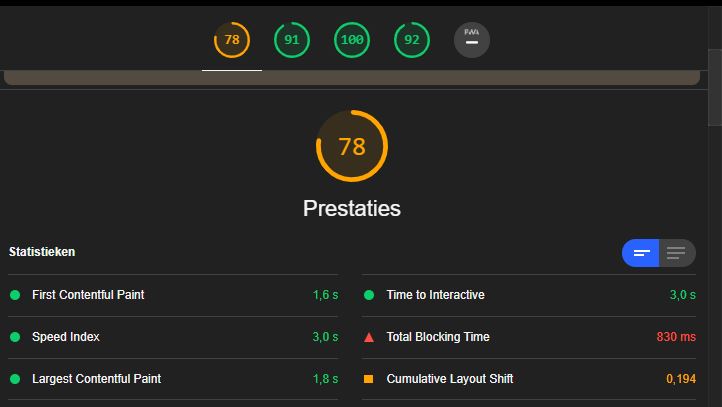 78 91 100 92 PWA
78
Prestaties
Statistieken
First Contentful Paint 1,6 s
Time to Interactive 3,0 s
Speed Index 3,0 s
Total Blocking Time 830 ms
Largest Contentful Paint 1,8 s
Cumulative Layout Shift 0,194